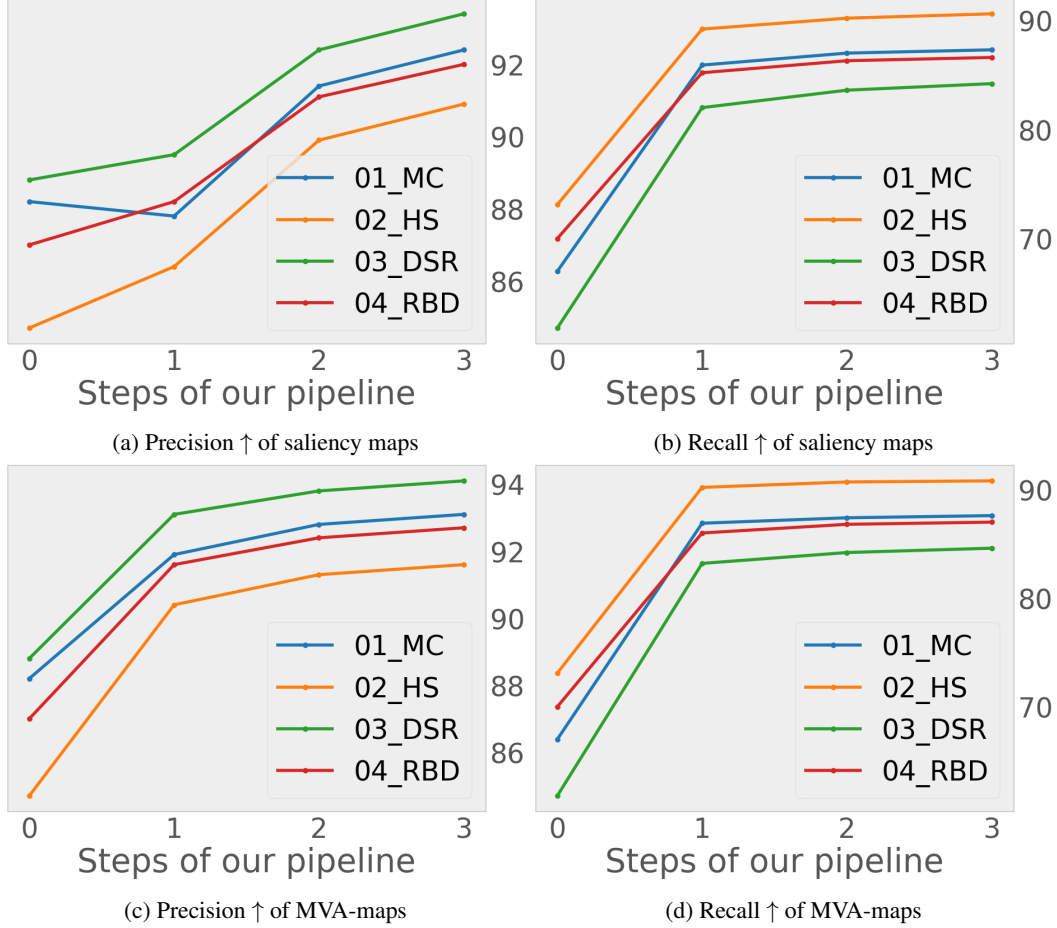 92
90
88
86
01_MC
02_HS
03_DSR
04_RBD
0 1 2 3
Steps of our pipeline
(a) Precision ↑ of saliency maps
90
80
70
01_MC
02_HS
03_DSR
04_RBD
0 1 2 3
Steps of our pipeline
(b) Recall ↑ of saliency maps
94
92
90
88
86
01_MC
02_HS
03_DSR
04_RBD
0 1 2 3
Steps of our pipeline
(c) Precision ↑ of MVA-maps
90
80
70
01_MC
02_HS
03_DSR
04_RBD
0 1 2 3
Steps of our pipeline
(d) Recall ↑ of MVA-maps